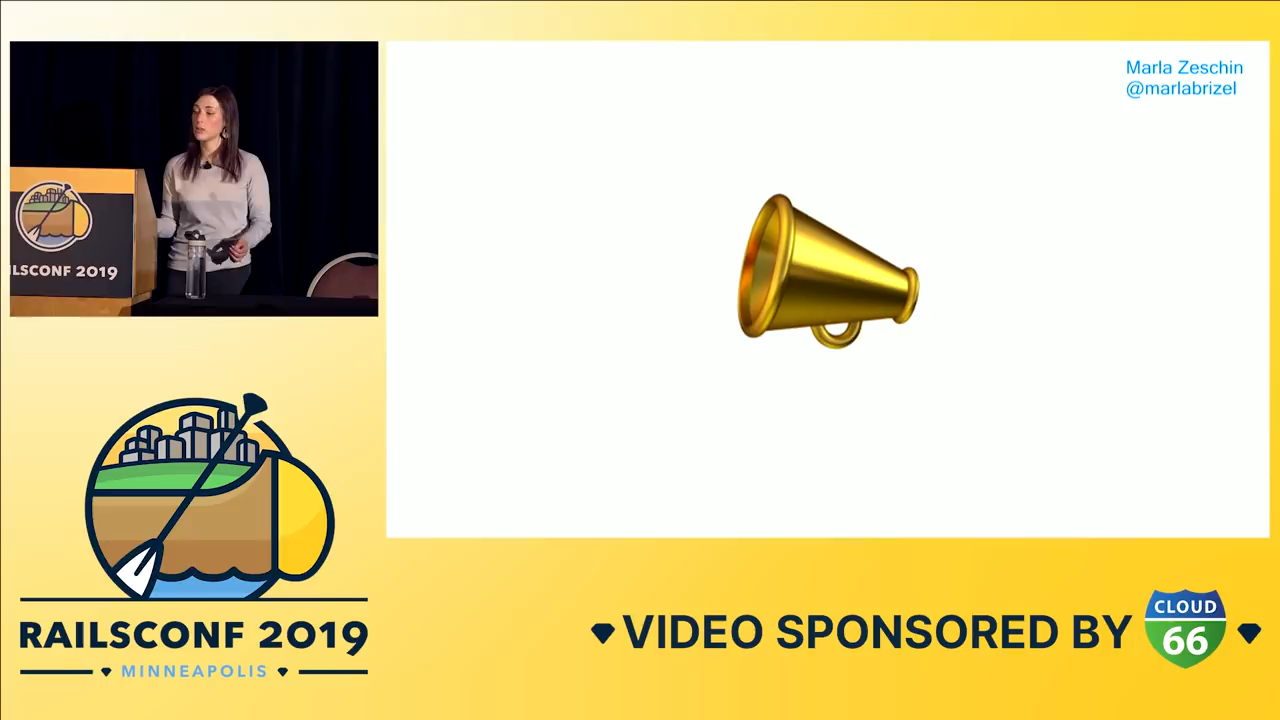 Marla Zeschin
@marlabrizel
ILSCONF 2019
RAILSCONF 2019
MINNEAPOLIS
VIDEO SPONSORED BY
CLOUD
66